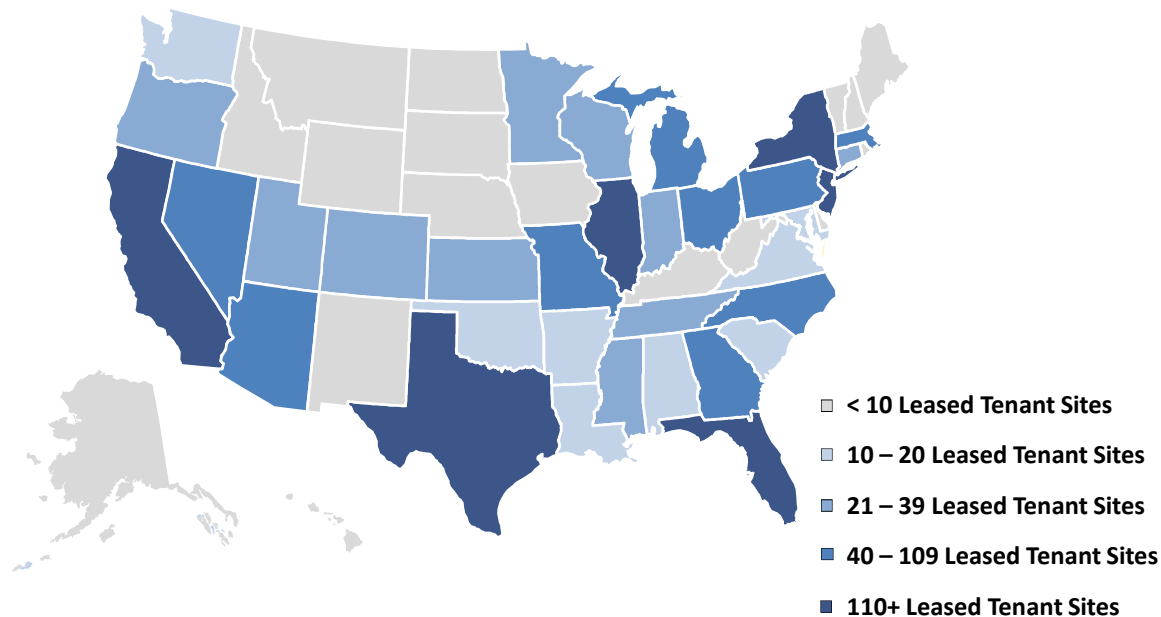 < 10 Leased Tenant Sites
10 – 20 Leased Tenant Sites
21 – 39 Leased Tenant Sites
40 – 109 Leased Tenant Sites
110+ Leased Tenant Sites